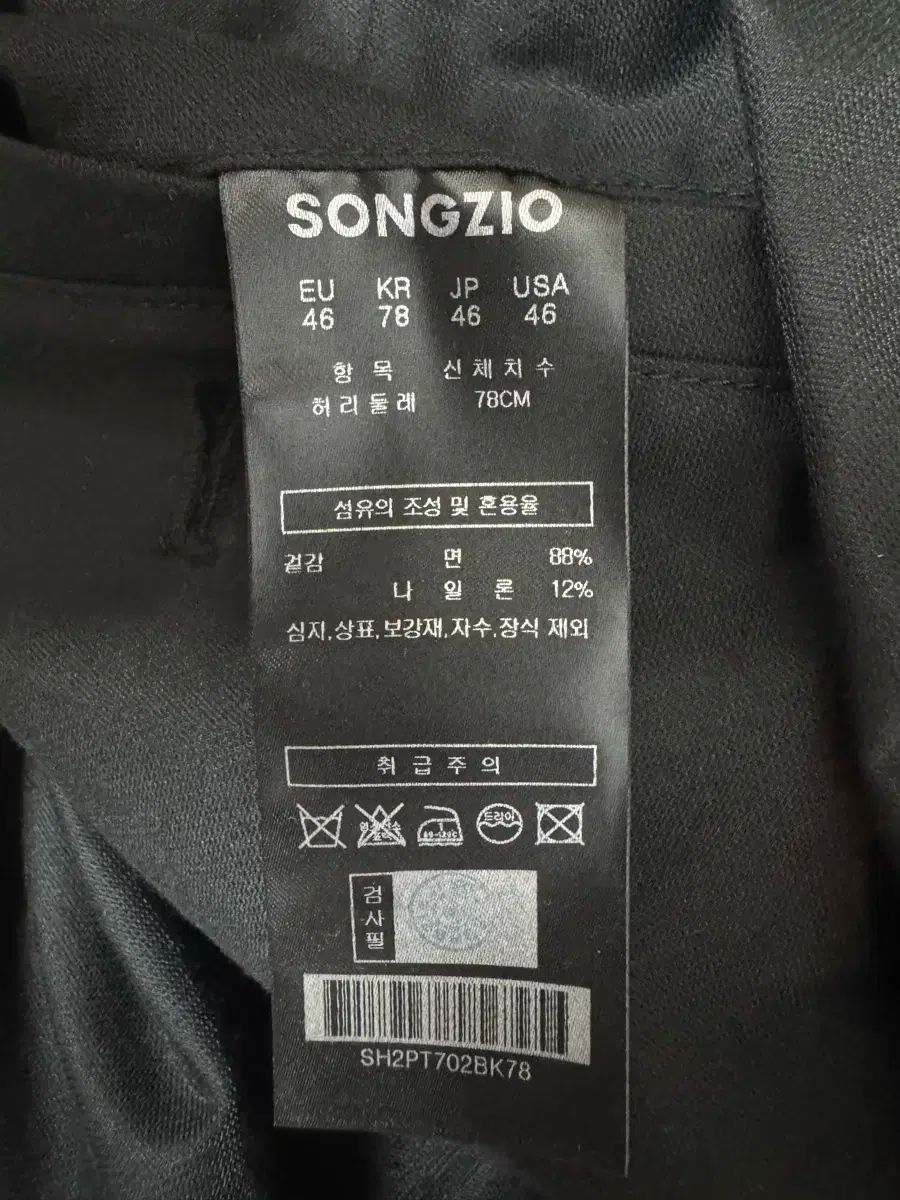 SONGZIO
EU KR JP USA
46 78 46 46
항목 신체치수
허리둘레 78CM
섬유의 조성 및 혼용율
겉감 면 88%
나일론 12%
심지,상표,보강재,자수,장식 제외
취급주의
드라이
검사필
SH2PT702BK78